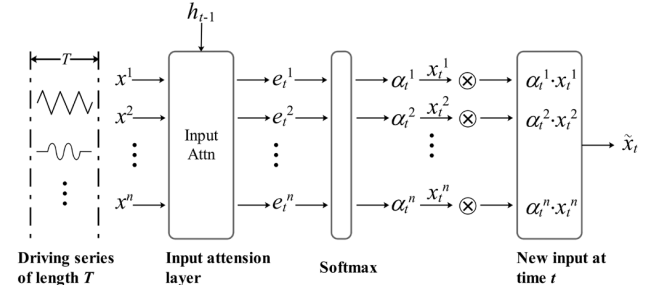 h_{t-1}
T
x^1 e_t^1 α_t^1 x_t^1 ⊗ α_t^1·x_t^1
x^2 e_t^2 α_t^2 x_t^2 ⊗ α_t^2·x_t^2
Input
Attn
x̃_t
x^n e_t^n α_t^n x_t^n ⊗ α_t^n·x_t^n
Driving series
of length T
Input attension
layer
Softmax
New input at
time t